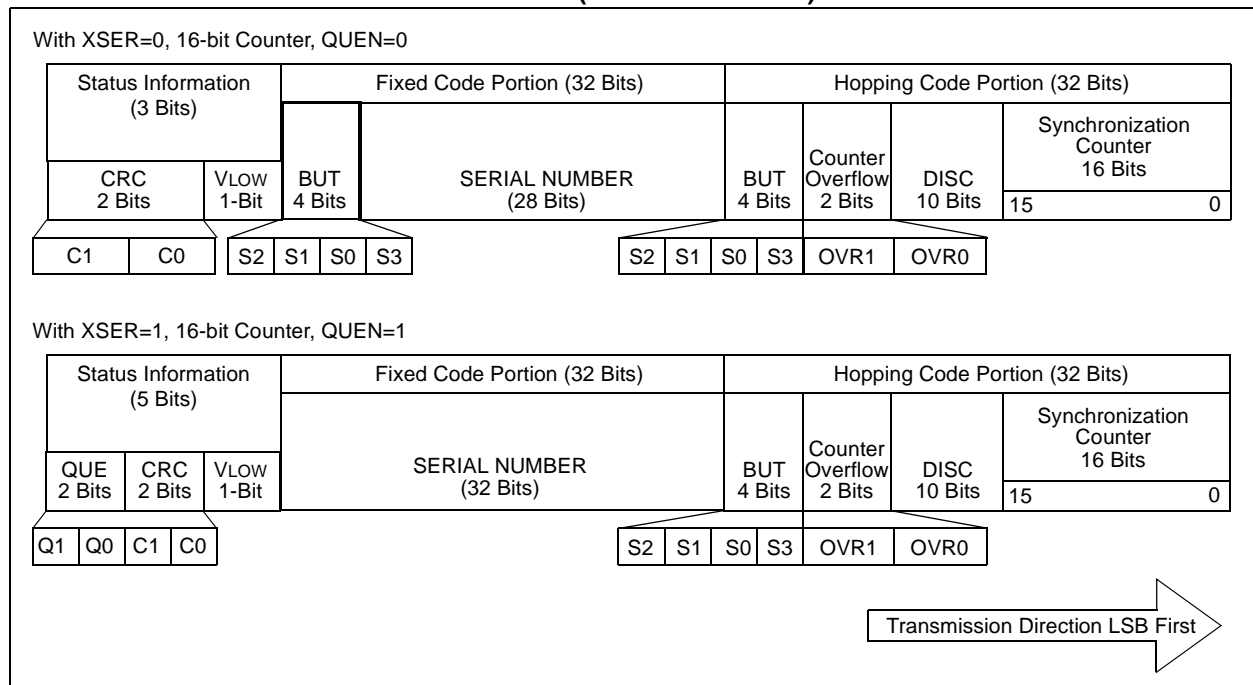 With XSER=0, 16-bit Counter, QUEN=0
Status Information
(3 Bits)
Fixed Code Portion (32 Bits)
Hopping Code Portion (32 Bits)
CRC
2 Bits
VLOW
1-Bit
BUT
4 Bits
SERIAL NUMBER
(28 Bits)
BUT
4 Bits
Counter
Overflow
2 Bits
DISC
10 Bits
Synchronization
Counter
16 Bits
15 0
C1 C0 S2 S1 S0 S3 S2 S1 S0 S3 OVR1 OVR0
With XSER=1, 16-bit Counter, QUEN=1
Status Information
(5 Bits)
Fixed Code Portion (32 Bits)
Hopping Code Portion (32 Bits)
QUE
2 Bits
CRC
2 Bits
VLOW
1-Bit
SERIAL NUMBER
(32 Bits)
BUT
4 Bits
Counter
Overflow
2 Bits
DISC
10 Bits
Synchronization
Counter
16 Bits
15 0
Q1 Q0 C1 C0 S2 S1 S0 S3 OVR1 OVR0
Transmission Direction LSB First